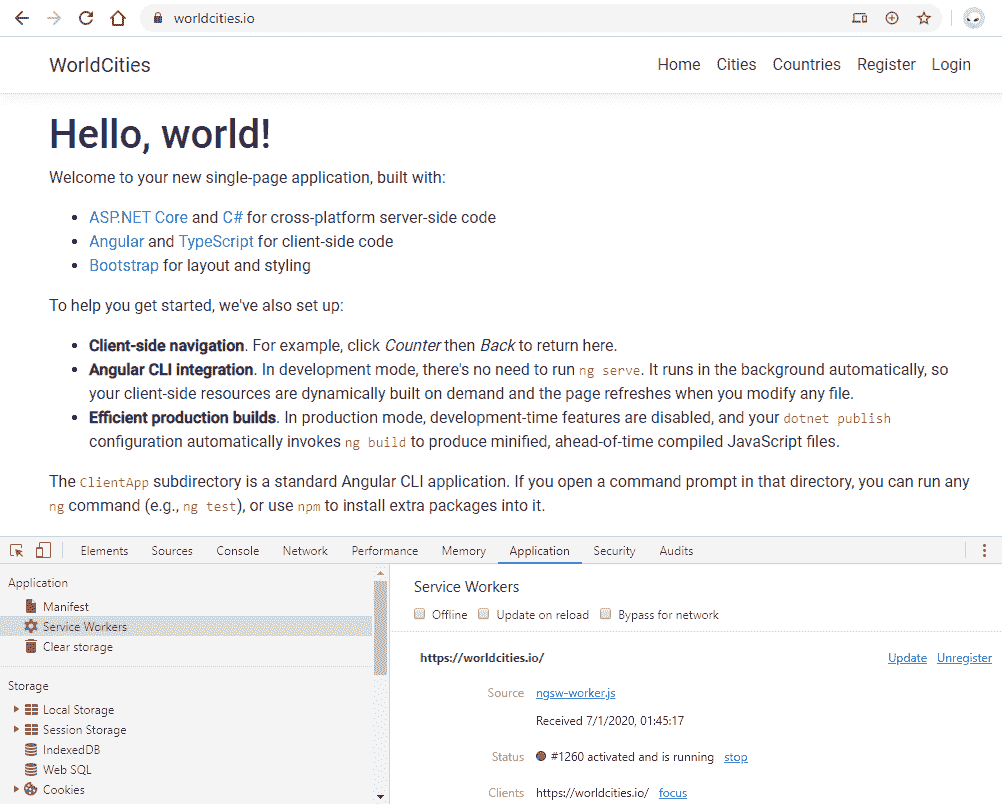 worldcities.io
WorldCities
Home Cities Countries Register Login
Hello, world!
Welcome to your new single-page application, built with:
ASP.NET Core and C# for cross-platform server-side code
Angular and TypeScript for client-side code
Bootstrap for layout and styling
To help you get started, we've also set up:
Client-side navigation. For example, click Counter then Back to return here.
Angular CLI integration. In development mode, there's no need to run ng serve. It runs in the background automatically, so
your client-side resources are dynamically built on demand and the page refreshes when you modify any file.
Efficient production builds. In production mode, development-time features are disabled, and your dotnet publish
configuration automatically invokes ng build to produce minified, ahead-of-time compiled JavaScript files.
The ClientApp subdirectory is a standard Angular CLI application. If you open a command prompt in that directory, you can run any
ng command (e.g., ng test), or use npm to install extra packages into it.
Elements Sources Console Network Performance Memory Application Security Audits
Application
Manifest
Service Workers
Clear storage
Storage
Local Storage
Session Storage
IndexedDB
Web SQL
Cookies
Service Workers
Offline Update on reload Bypass for network
https://worldcities.io/ Update Unregister
Source ngsw-worker.js
Received 7/1/2020, 01:45:17
Status #1260 activated and is running stop
Clients https://worldcities.io/ focus